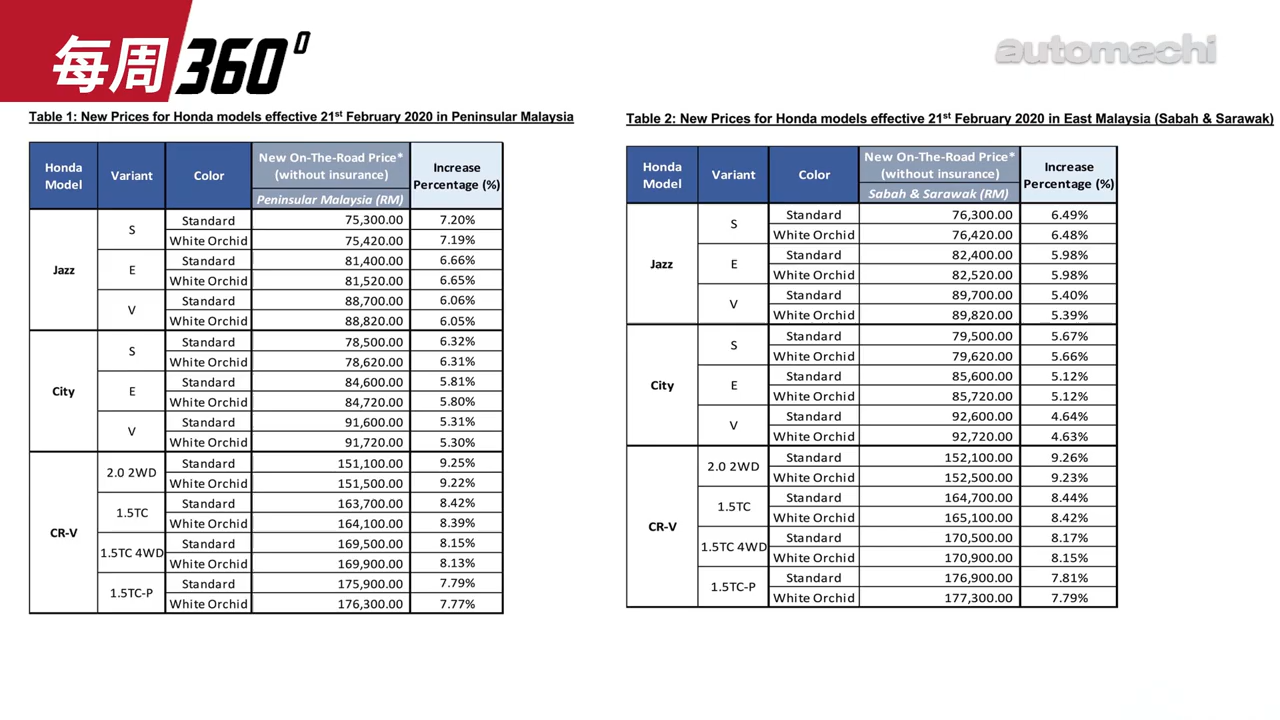 每周360°
automachi
Table 1: New Prices for Honda models effective 21st February 2020 in Peninsular Malaysia
Honda Model Variant Color New On-The-Road Price* (without insurance) Increase Percentage (%)
Peninsular Malaysia (RM)
Jazz S Standard 75,300.00 7.20%
White Orchid 75,420.00 7.19%
E Standard 81,400.00 6.66%
White Orchid 81,520.00 6.65%
V Standard 88,700.00 6.06%
White Orchid 88,820.00 6.05%
City S Standard 78,500.00 6.32%
White Orchid 78,620.00 6.31%
E Standard 84,600.00 5.81%
White Orchid 84,720.00 5.80%
V Standard 91,600.00 5.31%
White Orchid 91,720.00 5.30%
CR-V 2.0 2WD Standard 151,100.00 9.25%
White Orchid 151,500.00 9.22%
1.5TC Standard 163,700.00 8.42%
White Orchid 164,100.00 8.39%
1.5TC 4WD Standard 169,500.00 8.15%
White Orchid 169,900.00 8.13%
1.5TC-P Standard 175,900.00 7.79%
White Orchid 176,300.00 7.77%
Table 2: New Prices for Honda models effective 21st February 2020 in East Malaysia (Sabah & Sarawak)
Honda Model Variant Color New On-The-Road Price* (without insurance) Increase Percentage (%)
Sabah & Sarawak (RM)
Jazz S Standard 76,300.00 6.49%
White Orchid 76,420.00 6.48%
E Standard 82,400.00 5.98%
White Orchid 82,520.00 5.98%
V Standard 89,700.00 5.40%
White Orchid 89,820.00 5.39%
City S Standard 79,500.00 5.67%
White Orchid 79,620.00 5.66%
E Standard 85,600.00 5.12%
White Orchid 85,720.00 5.12%
V Standard 92,600.00 4.64%
White Orchid 92,720.00 4.63%
CR-V 2.0 2WD Standard 152,100.00 9.26%
White Orchid 152,500.00 9.23%
1.5TC Standard 164,700.00 8.44%
White Orchid 165,100.00 8.42%
1.5TC 4WD Standard 170,500.00 8.17%
White Orchid 170,900.00 8.15%
1.5TC-P Standard 176,900.00 7.81%
White Orchid 177,300.00 7.79%